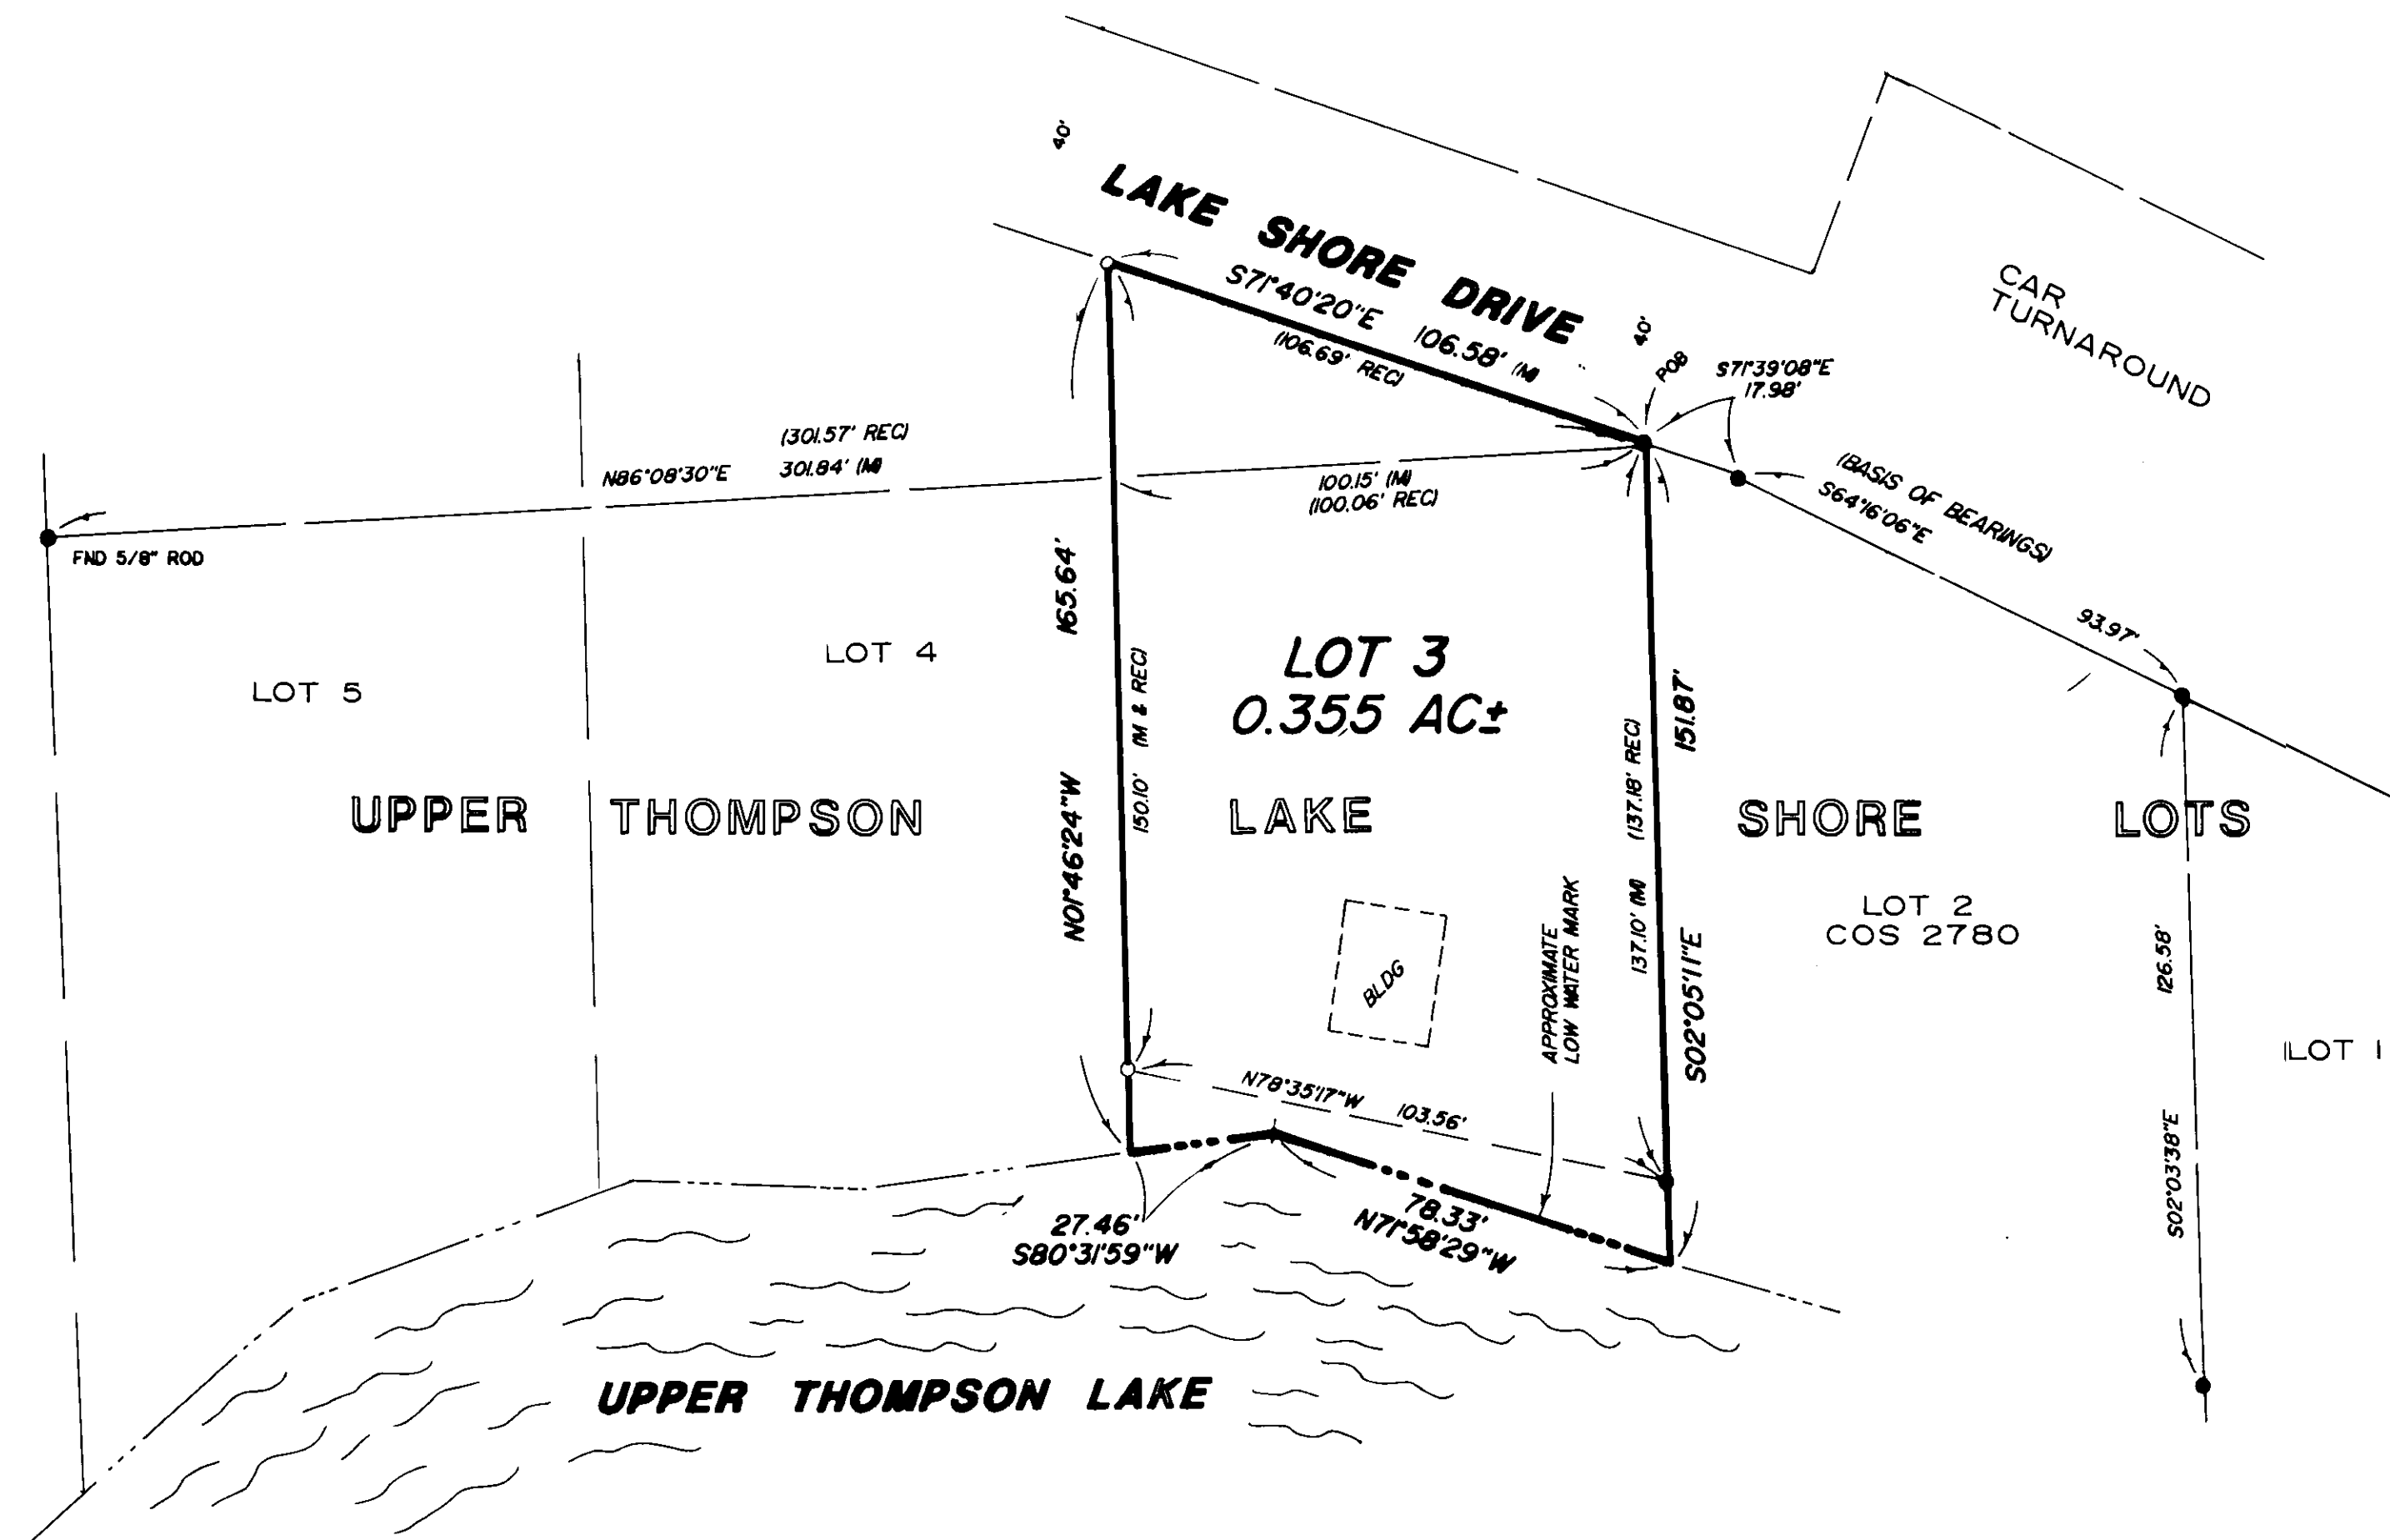 40'
LAKE SHORE DRIVE
S71°40'20"E 106.58' (M)
(106.69' REC)
40'
POB
S71°39'08"E
17.98'
CAR
TURNAROUND
(BASIS OF BEARINGS)
S64°16'06"E
93.97'
(301.57' REC)
N86°08'30"E 301.84' (M)
100.15' (M)
(100.06' REC)
FND 5/8" ROD
LOT 5
LOT 4
165.64'
N01°46'24"W
150.10' (M & REC)
LOT 3
0.355 AC±
151.87'
S02°05'11"E
137.10' (M) (137.18' REC)
UPPER THOMPSON LAKE SHORE LOTS
LOT 2
COS 2780
126.58'
S02°03'38"E
LOT 1
BLDG
APPROXIMATE
LOW WATER MARK
N78°35'17"W 103.56'
27.46'
S80°31'59"W
78.33'
N71°58'29"W
UPPER THOMPSON LAKE